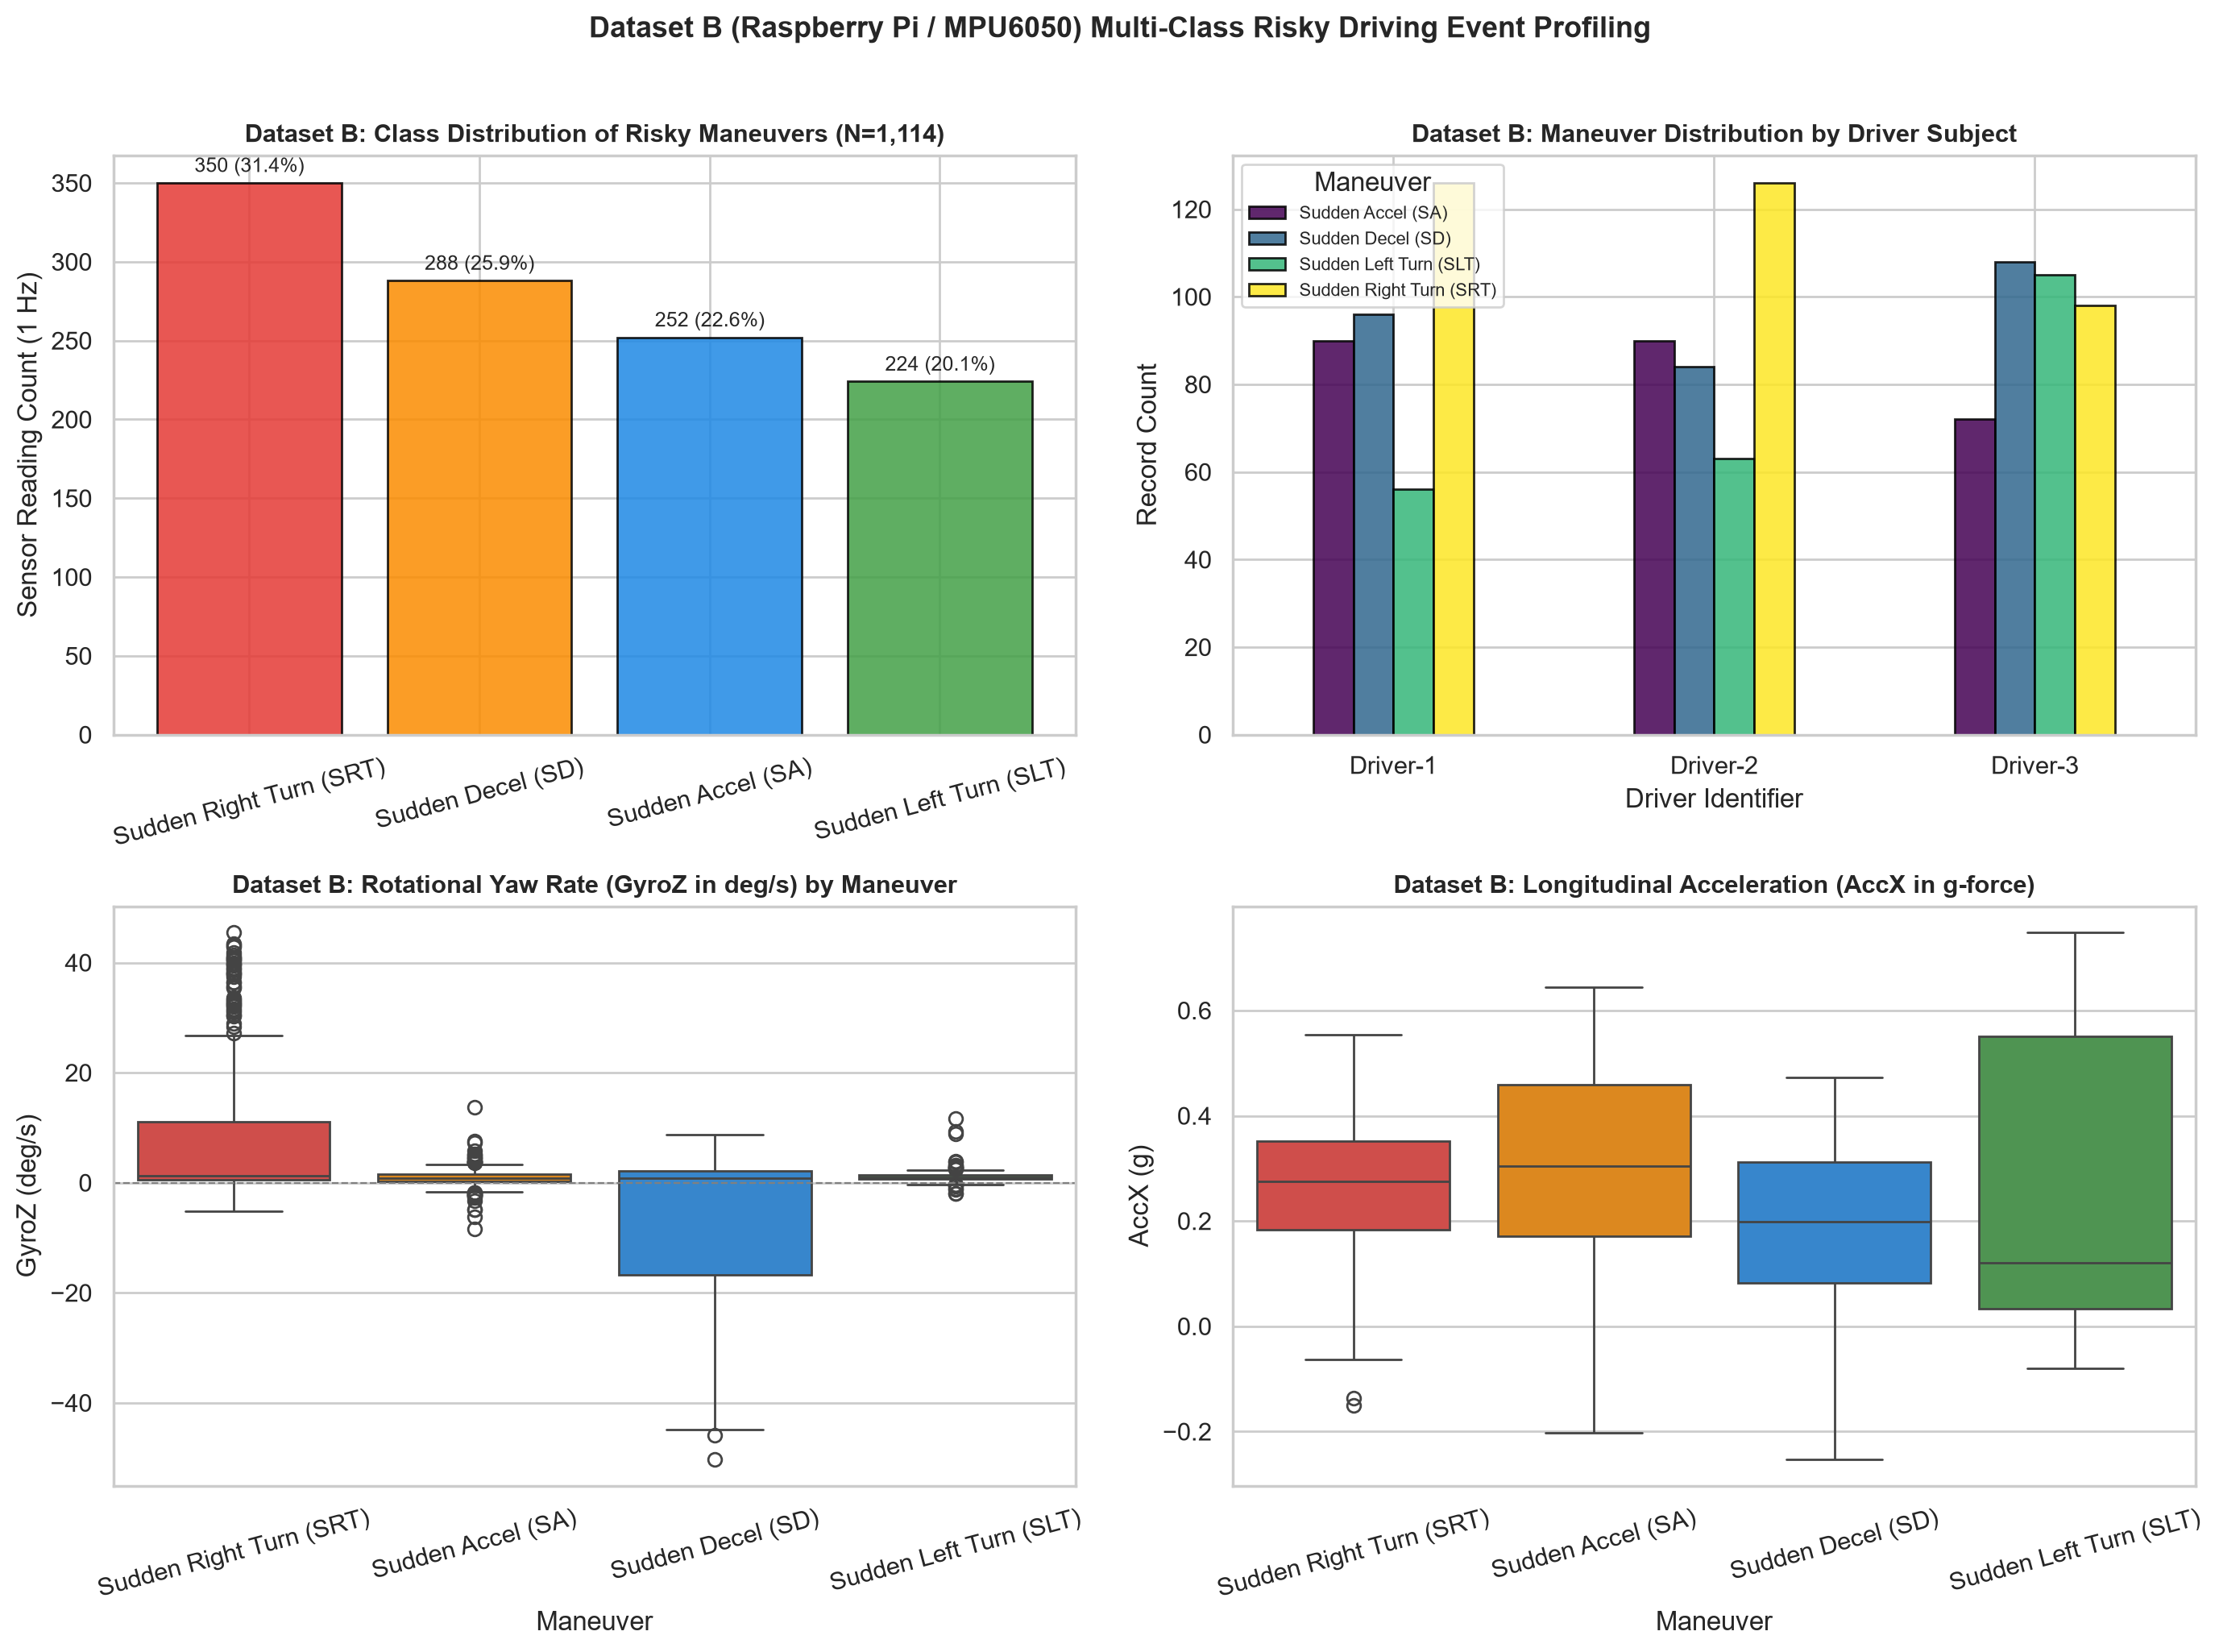 Dataset B (Raspberry Pi / MPU6050) Multi-Class Risky Driving Event Profiling
Dataset B: Class Distribution of Risky Maneuvers (N=1,114)
Sensor Reading Count (1 Hz)
350
300
250
200
150
100
50
0
350 (31.4%)
288 (25.9%)
252 (22.6%)
224 (20.1%)
Sudden Right Turn (SRT)
Sudden Decel (SD)
Sudden Accel (SA)
Sudden Left Turn (SLT)
Dataset B: Maneuver Distribution by Driver Subject
Record Count
120
100
80
60
40
20
0
Maneuver
Sudden Accel (SA)
Sudden Decel (SD)
Sudden Left Turn (SLT)
Sudden Right Turn (SRT)
Driver-1
Driver-2
Driver-3
Driver Identifier
Dataset B: Rotational Yaw Rate (GyroZ in deg/s) by Maneuver
GyroZ (deg/s)
40
20
0
−20
−40
Sudden Right Turn (SRT)
Sudden Accel (SA)
Sudden Decel (SD)
Sudden Left Turn (SLT)
Maneuver
Dataset B: Longitudinal Acceleration (AccX in g-force)
AccX (g)
0.6
0.4
0.2
0.0
−0.2
Sudden Right Turn (SRT)
Sudden Accel (SA)
Sudden Decel (SD)
Sudden Left Turn (SLT)
Maneuver